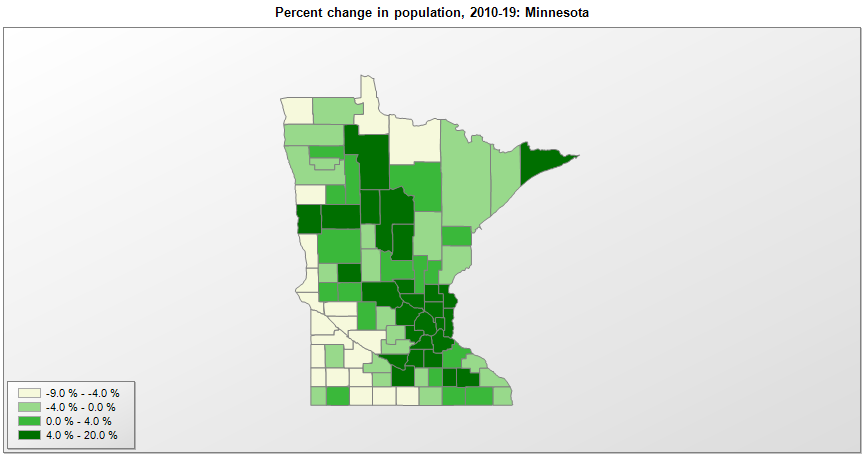 Percent change in population, 2010-19: Minnesota
-9.0 % - -4.0 %
-4.0 % - 0.0 %
0.0 % - 4.0 %
4.0 % - 20.0 %